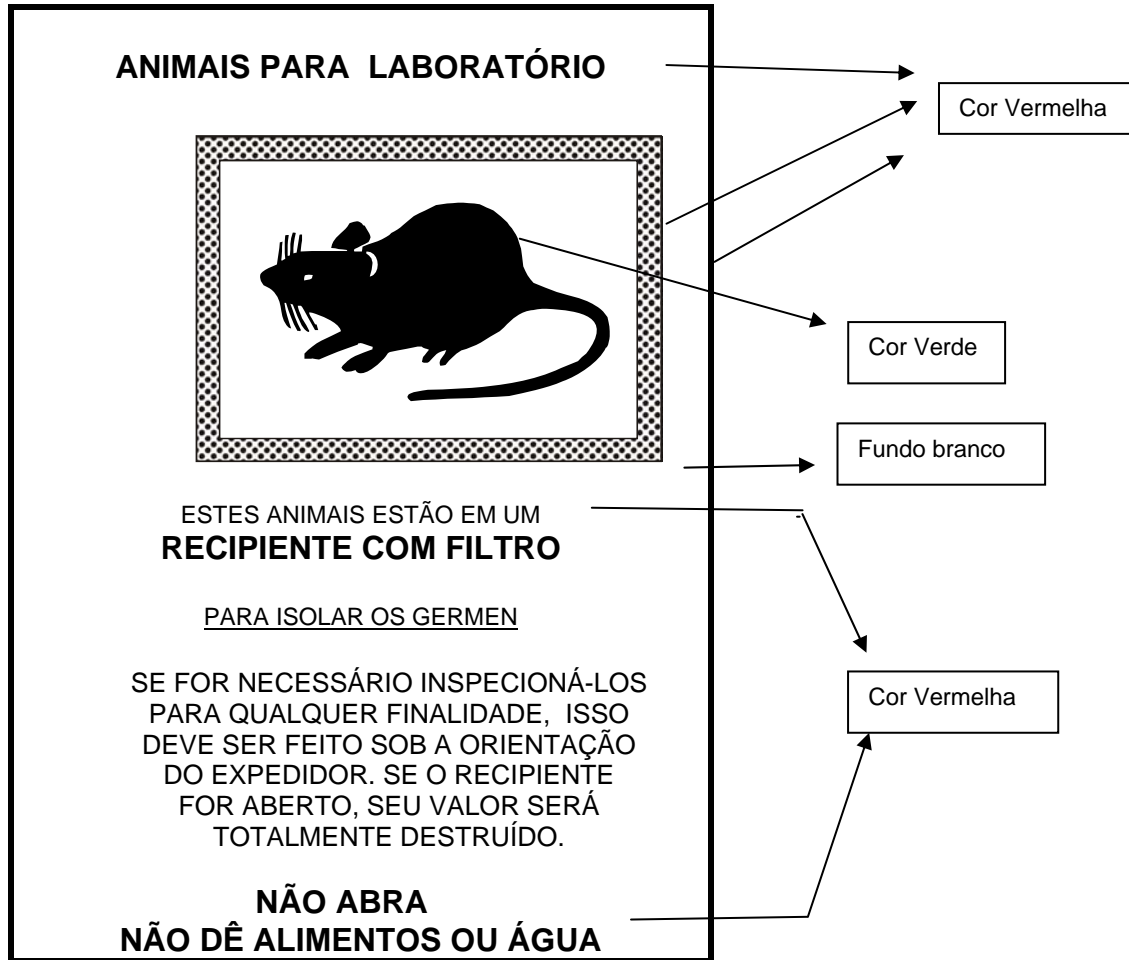 ANIMAIS PARA LABORATÓRIO
Cor Vermelha
Cor Verde
Fundo branco
ESTES ANIMAIS ESTÃO EM UM
RECIPIENTE COM FILTRO
PARA ISOLAR OS GERMEN
SE FOR NECESSÁRIO INSPECIONÁ-LOS
PARA QUALQUER FINALIDADE, ISSO
DEVE SER FEITO SOB A ORIENTAÇÃO
DO EXPEDIDOR. SE O RECIPIENTE
FOR ABERTO, SEU VALOR SERÁ
TOTALMENTE DESTRUÍDO.
Cor Vermelha
NÃO ABRA
NÃO DÊ ALIMENTOS OU ÁGUA